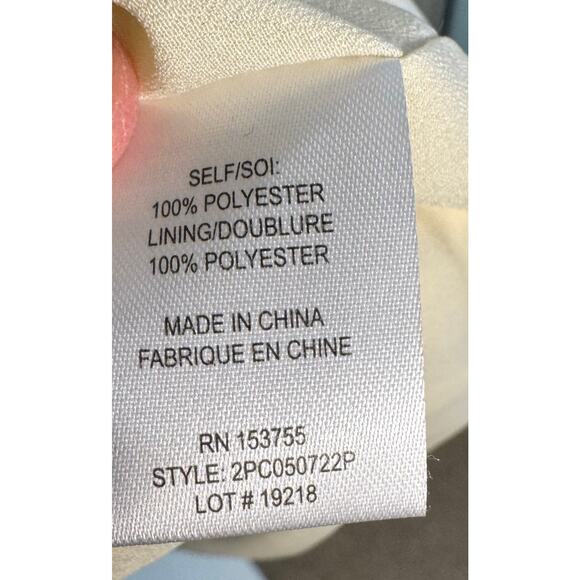 SELF/SOI:
100% POLYESTER
LINING/DOUBLURE
100% POLYESTER
MADE IN CHINA
FABRIQUE EN CHINE
RN 153755
STYLE: 2PC050722P
LOT # 19218